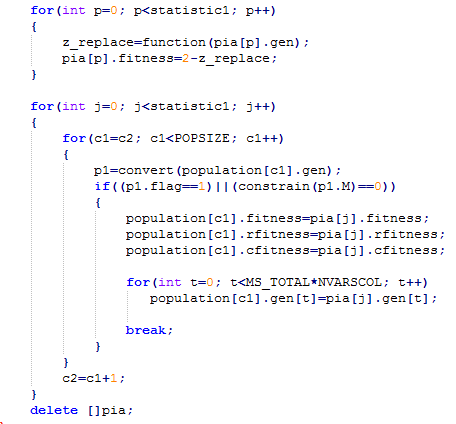 for(int p=0; p<statistic1; p++)
{
z_replace=function(pia[p].gen);
pia[p].fitness=2-z_replace;
}
for(int j=0; j<statistic1; j++)
{
for(c1=c2; c1<POPSIZE; c1++)
{
p1=convert(population[c1].gen);
if((p1.flag==1)||(constrain(p1.M)==0))
{
population[c1].fitness=pia[j].fitness;
population[c1].rfitness=pia[j].rfitness;
population[c1].cfitness=pia[j].cfitness;
for(int t=0; t<MS_TOTAL*NVARSCOL; t++)
population[c1].gen[t]=pia[j].gen[t];
break;
}
}
c2=c1+1;
}
delete []pia;